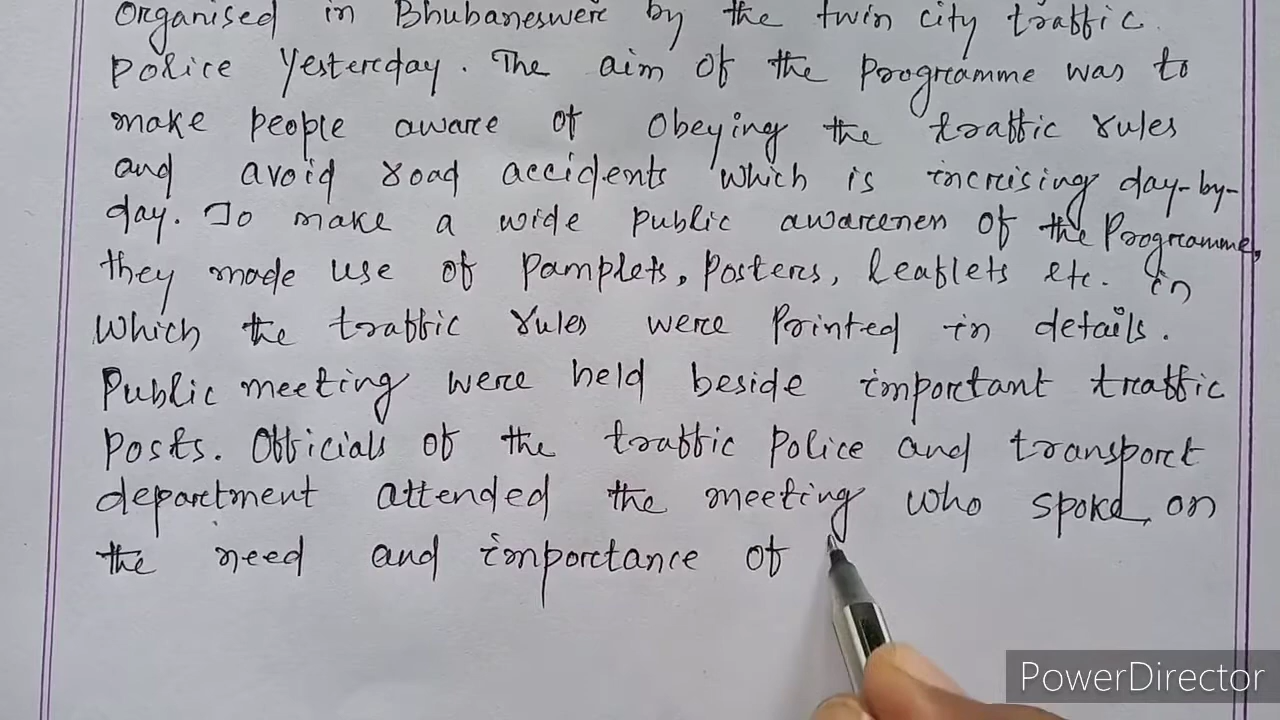 Organised in Bhubaneswer by the twin city traffic
Police Yesterday. The aim of the Programme was to
make people aware of Obeying the traffic rules
and avoid road accidents which is incrising day-by-
day. To make a wide public awareness of the Programme,
they made use of Pamplets, Posters, leaflets etc. in
which the traffic rules were Printed in details.
Public meeting were held beside important traffic
Posts. Officials of the traffic Police and transport
department attended the meeting who spoke on
the need and importance of
PowerDirector